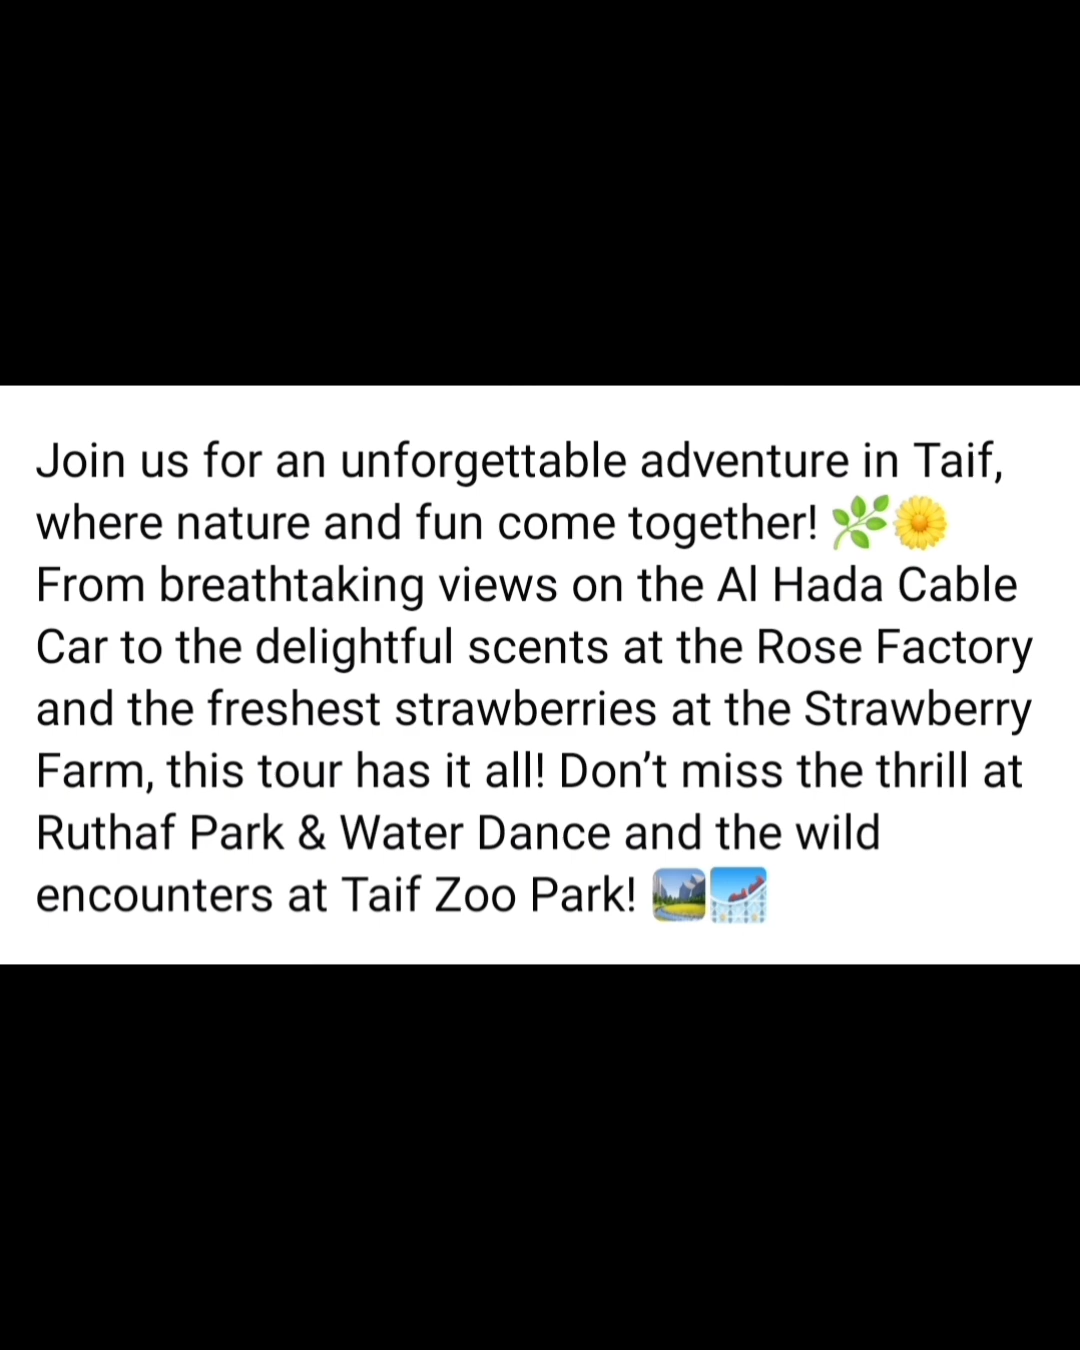 Join us for an unforgettable adventure in Taif,
where nature and fun come together! 🌿🌼
From breathtaking views on the Al Hada Cable
Car to the delightful scents at the Rose Factory
and the freshest strawberries at the Strawberry
Farm, this tour has it all! Don’t miss the thrill at
Ruthaf Park & Water Dance and the wild
encounters at Taif Zoo Park! 🏞️🎢